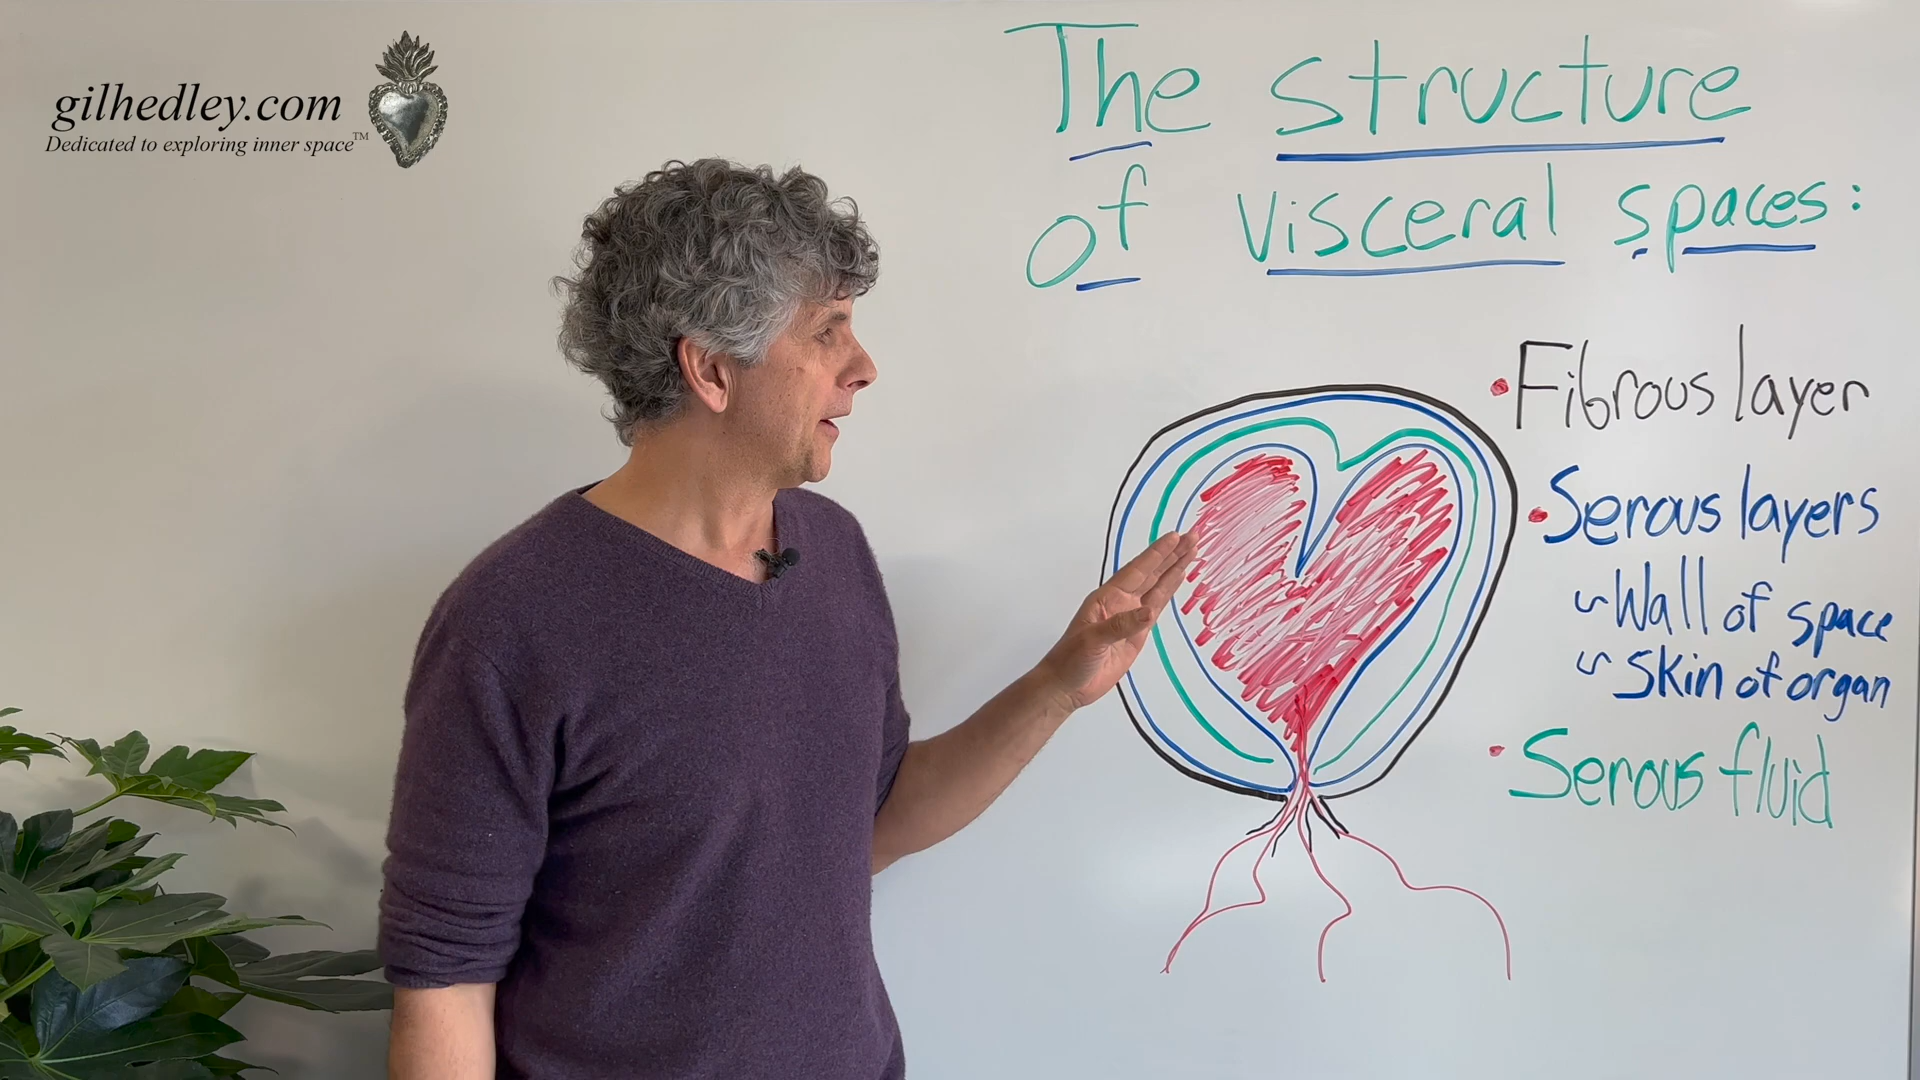 gilhedley.com
Dedicated to exploring inner space™
The structure
of visceral spaces:
• Fibrous layer
• Serous layers
~ Wall of space
~ Skin of organ
• Serous fluid